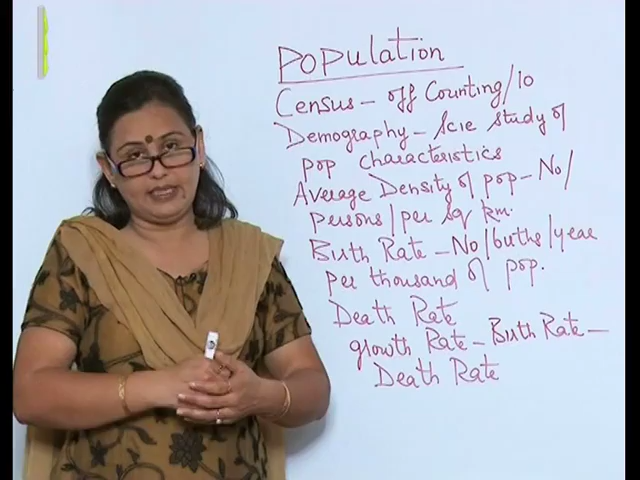 Population
Census - off Counting/10
Demography - Scie study of
pop characteristics
Average Density of pop - No/
persons/per sq km.
Birth Rate - No/births/year
per thousand of pop.
Death Rate
growth Rate - Birth Rate -
Death Rate